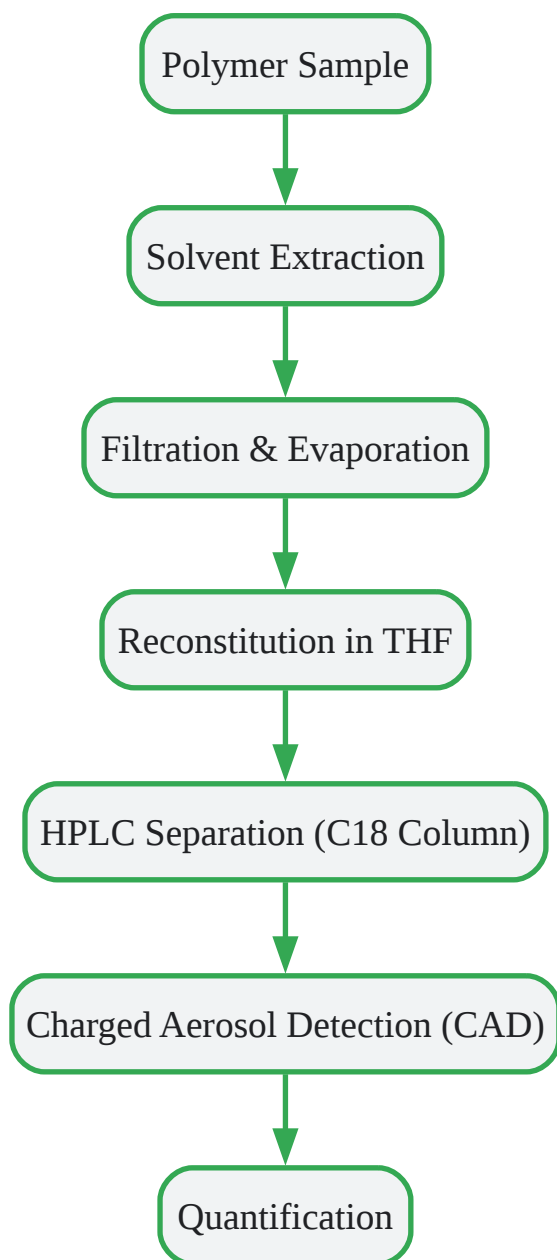 Polymer Sample
Solvent Extraction
Filtration & Evaporation
Reconstitution in THF
HPLC Separation (C18 Column)
Charged Aerosol Detection (CAD)
Quantification